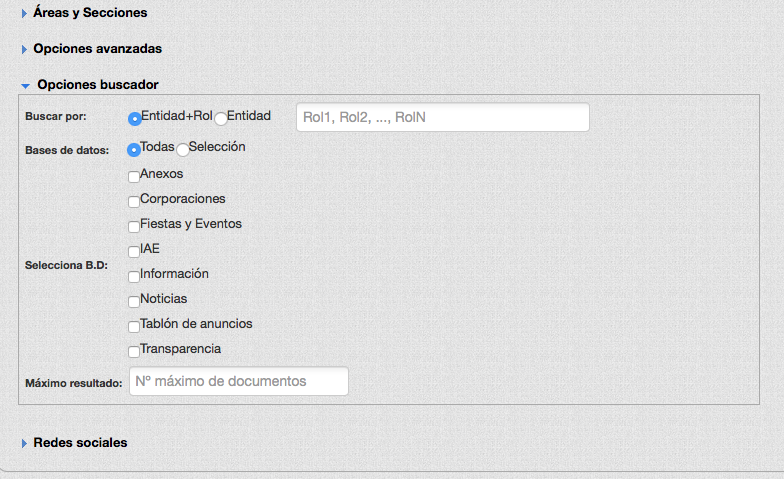 Áreas y Secciones
Opciones avanzadas
Opciones buscador
Buscar por: Entidad+Rol Entidad Rol1, Rol2, ..., RolN
Bases de datos: Todas Selección
Selecciona B.D:
Anexos
Corporaciones
Fiestas y Eventos
IAE
Información
Noticias
Tablón de anuncios
Transparencia
Máximo resultado: Nº máximo de documentos
Redes sociales